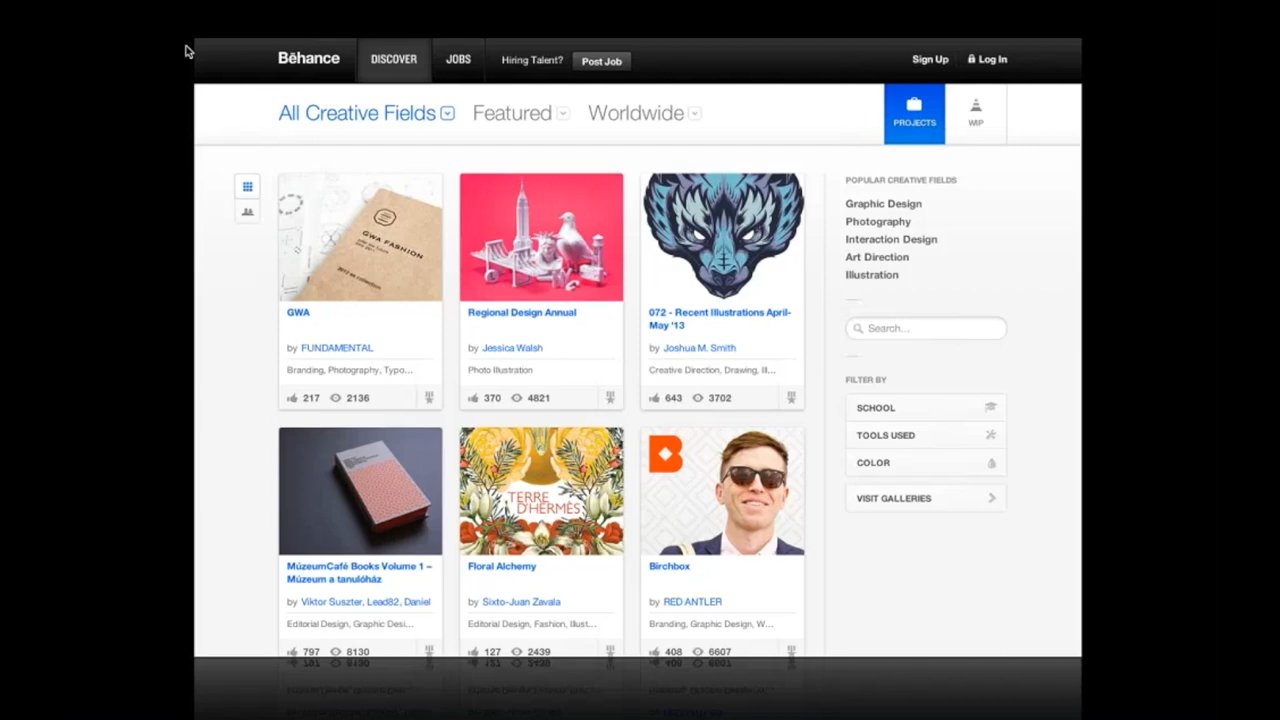 Bēhance
DISCOVER
JOBS
Hiring Talent?
Post Job
Sign Up
Log In
All Creative Fields
Featured
Worldwide
PROJECTS
WIP
GWA FASHION
GWA
by FUNDAMENTAL
Branding, Photography, Typo...
217 2136
Regional Design Annual
by Jessica Walsh
Photo Illustration
370 4821
072 - Recent Illustrations April-
May '13
by Joshua M. Smith
Creative Direction, Drawing, Ill...
643 3702
MúzeumCafé Books Volume 1 –
Múzeum a tanulóház
by Viktor Suszter, Lead82, Daniel
Editorial Design, Graphic Desi...
797 8130
TERRE
D'HERMÈS
Floral Alchemy
by Sixto-Juan Zavala
Editorial Design, Fashion, Illust...
127 2439
B
Birchbox
by RED ANTLER
Branding, Graphic Design, W...
408 6607
POPULAR CREATIVE FIELDS
Graphic Design
Photography
Interaction Design
Art Direction
Illustration
Search...
FILTER BY
SCHOOL
TOOLS USED
COLOR
VISIT GALLERIES